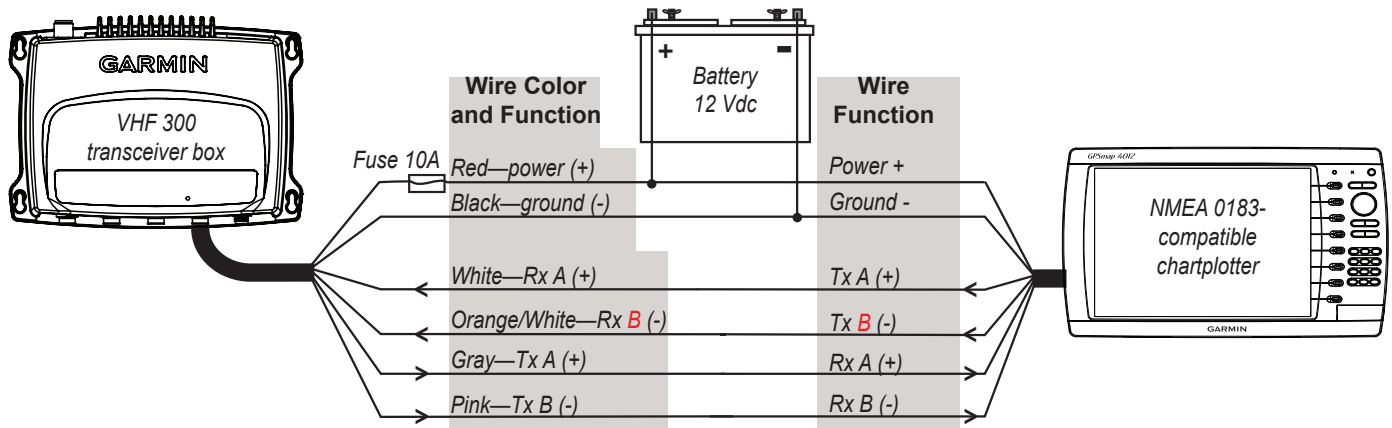 GARMIN
VHF 300
transceiver box
Wire Color
and Function
+
-
Battery
12 Vdc
Wire
Function
Fuse 10A
Red—power (+)
Power +
Black—ground (-)
Ground -
White—Rx A (+)
Tx A (+)
Orange/White—Rx B (-)
Tx B (-)
Gray—Tx A (+)
Rx A (+)
Pink—Tx B (-)
Rx B (-)
GPSmap 4012
NMEA 0183-
compatible
chartplotter
GARMIN